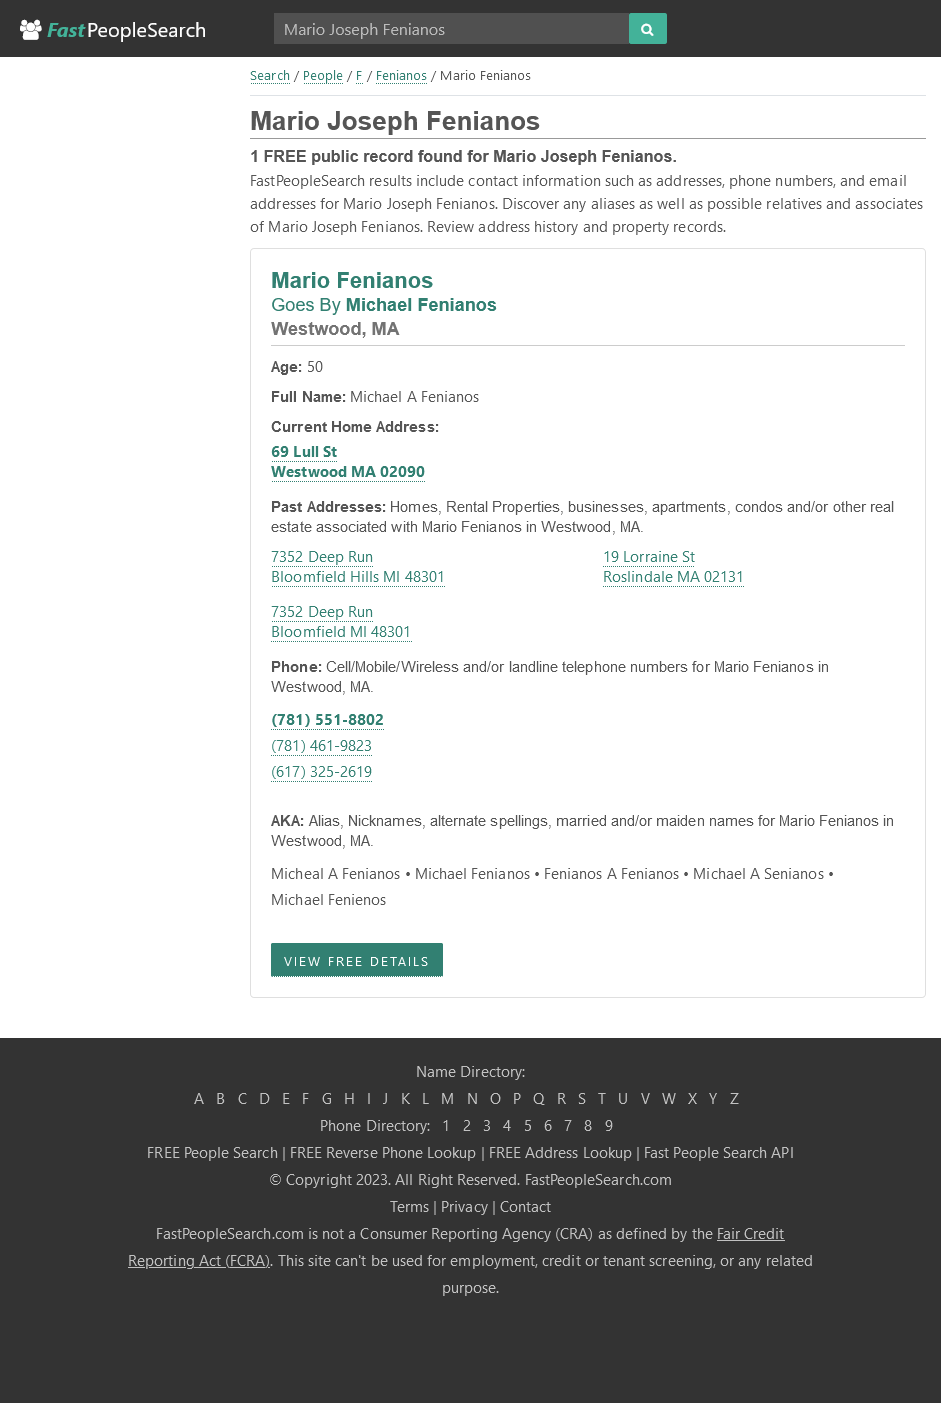 FastPeopleSearch
Mario Joseph Fenianos
Search / People / F / Fenianos / Mario Fenianos
Mario Joseph Fenianos
1 FREE public record found for Mario Joseph Fenianos.
FastPeopleSearch results include contact information such as addresses, phone numbers, and email
addresses for Mario Joseph Fenianos. Discover any aliases as well as possible relatives and associates
of Mario Joseph Fenianos. Review address history and property records.
Mario Fenianos
Goes By Michael Fenianos
Westwood, MA
Age: 50
Full Name: Michael A Fenianos
Current Home Address:
69 Lull St
Westwood MA 02090
Past Addresses: Homes, Rental Properties, businesses, apartments, condos and/or other real
estate associated with Mario Fenianos in Westwood, MA.
7352 Deep Run
Bloomfield Hills MI 48301
19 Lorraine St
Roslindale MA 02131
7352 Deep Run
Bloomfield MI 48301
Phone: Cell/Mobile/Wireless and/or landline telephone numbers for Mario Fenianos in
Westwood, MA.
(781) 551-8802
(781) 461-9823
(617) 325-2619
AKA: Alias, Nicknames, alternate spellings, married and/or maiden names for Mario Fenianos in
Westwood, MA.
Micheal A Fenianos • Michael Fenianos • Fenianos A Fenianos • Michael A Senianos •
Michael Fenienos
VIEW FREE DETAILS
Name Directory:
A B C D E F G H I J K L M N O P Q R S T U V W X Y Z
Phone Directory: 1 2 3 4 5 6 7 8 9
FREE People Search | FREE Reverse Phone Lookup | FREE Address Lookup | Fast People Search API
© Copyright 2023. All Right Reserved. FastPeopleSearch.com
Terms | Privacy | Contact
FastPeopleSearch.com is not a Consumer Reporting Agency (CRA) as defined by the Fair Credit
Reporting Act (FCRA). This site can't be used for employment, credit or tenant screening, or any related
purpose.